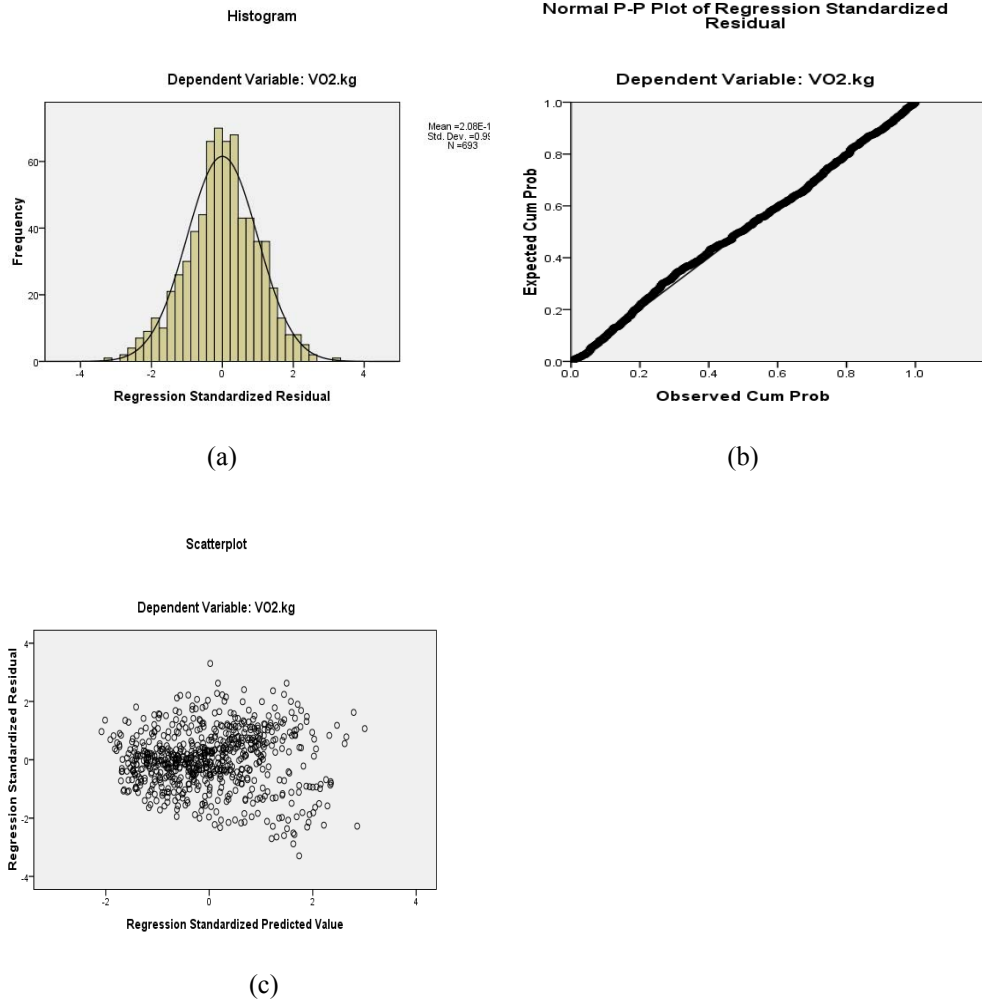 Histogram
Dependent Variable: VO2.kg
Mean =2.08E-1
Std. Dev. =0.99
N =693
Frequency
60
40
20
0
-4 -2 0 2 4
Regression Standardized Residual
(a)
Normal P-P Plot of Regression Standardized
Residual
Dependent Variable: VO2.kg
Expected Cum Prob
1.0
0.8
0.6
0.4
0.2
0.0
0.0 0.2 0.4 0.6 0.8 1.0
Observed Cum Prob
(b)
Scatterplot
Dependent Variable: VO2.kg
Regression Standardized Residual
4
2
0
-2
-4
-2 0 2 4
Regression Standardized Predicted Value
(c)